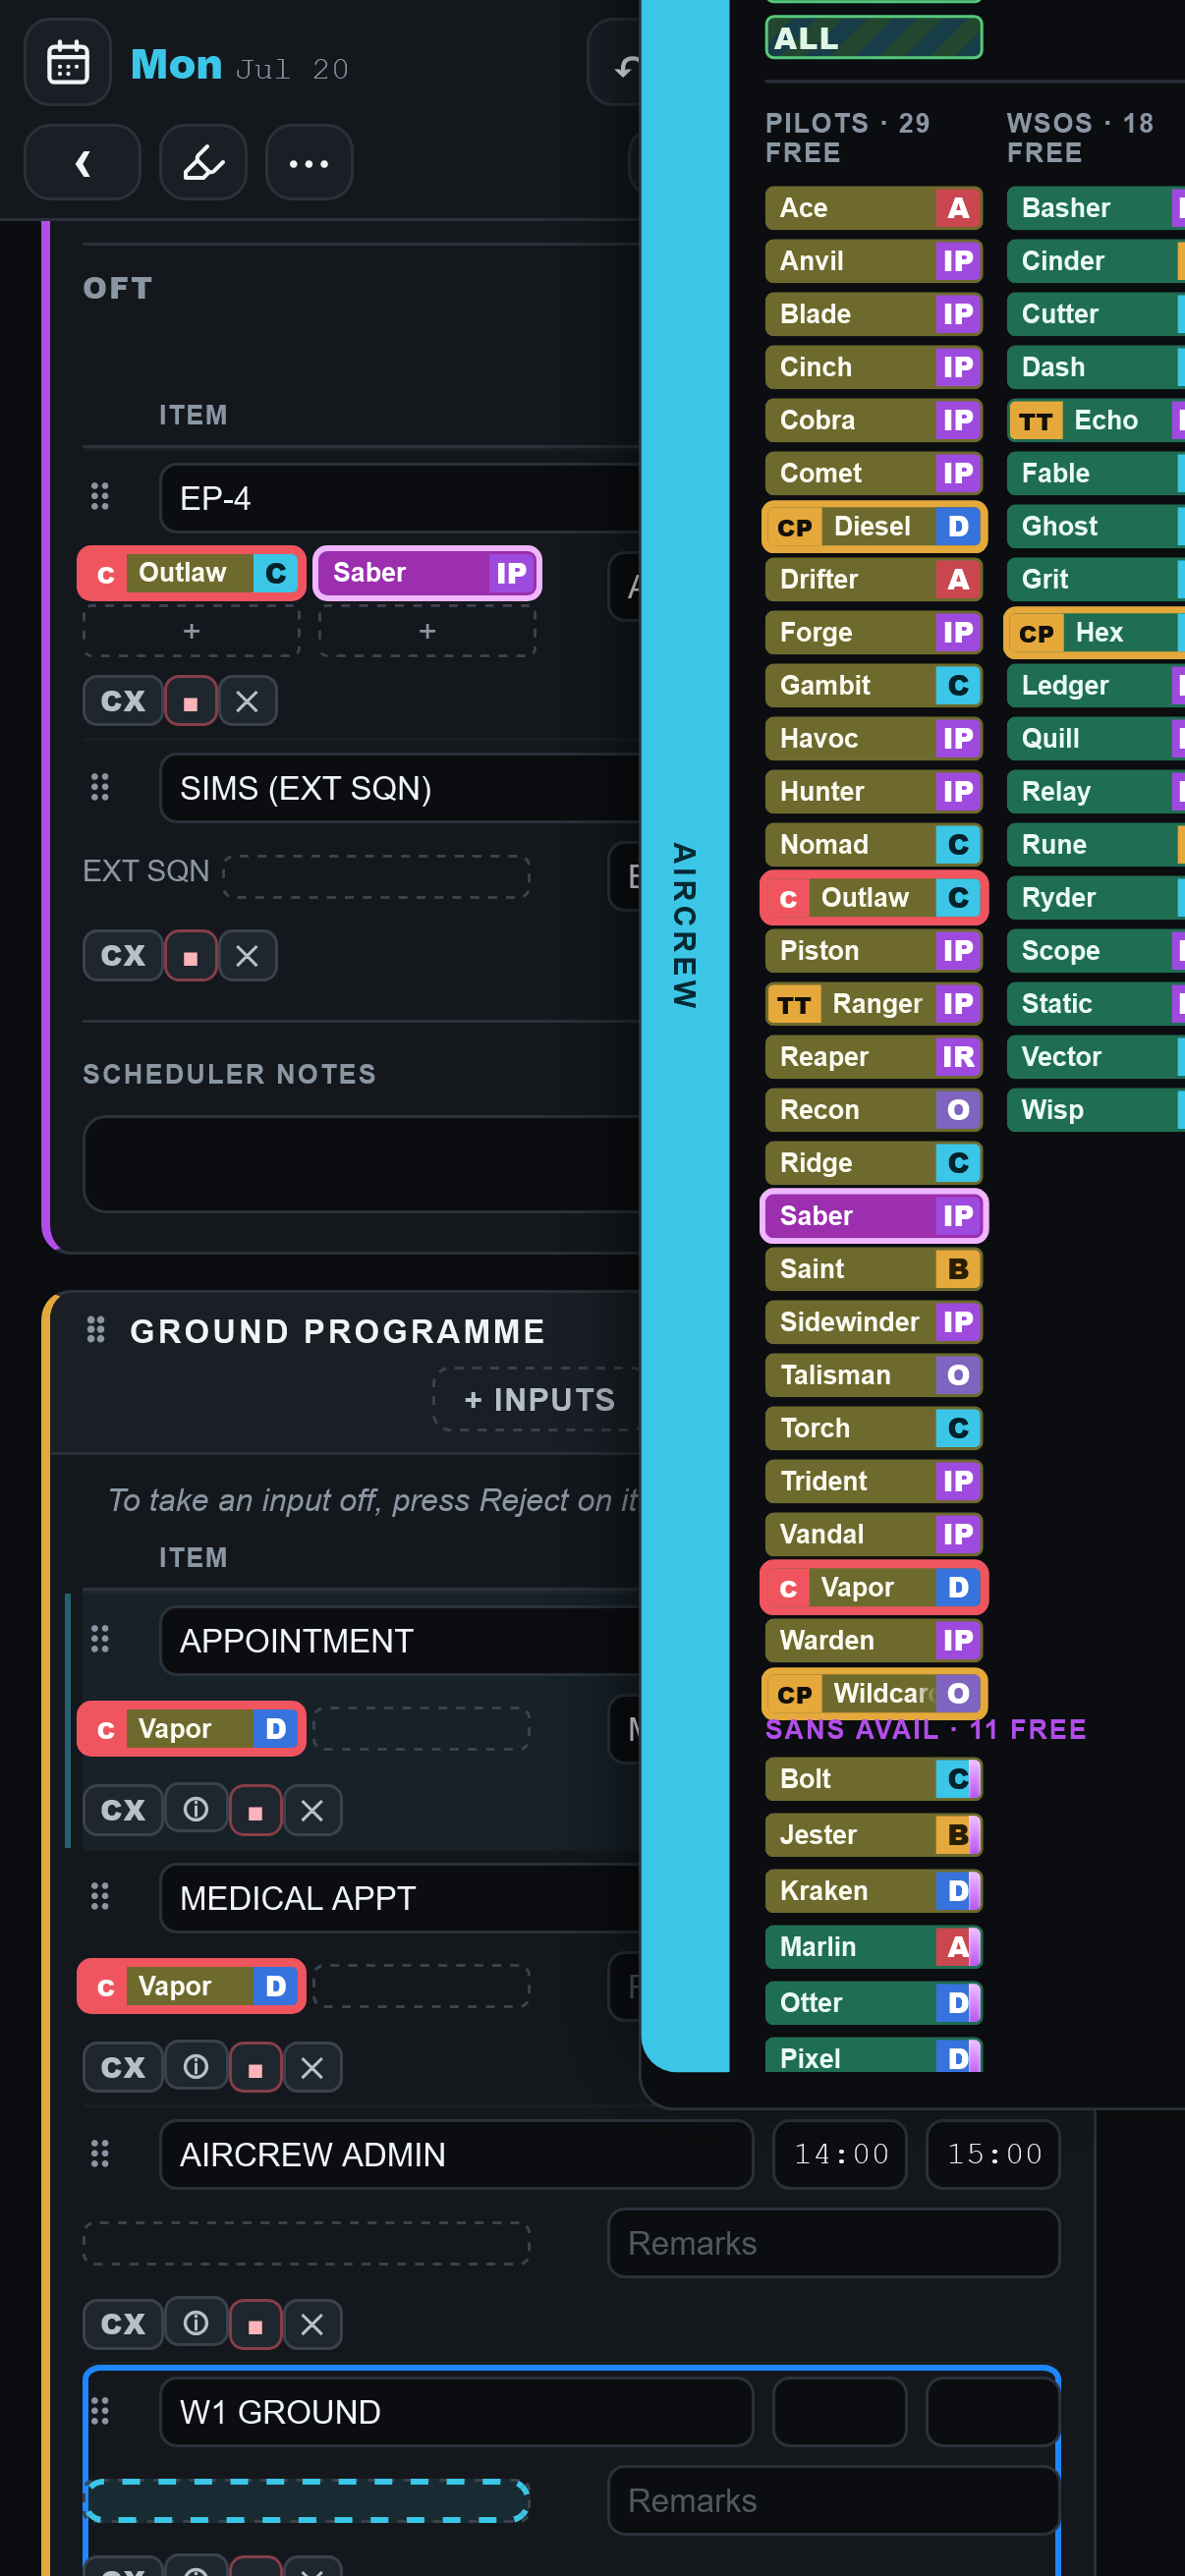 Mon Jul 20
OFT
ITEM
EP-4
C Outlaw C
Saber IP
+
+
CX
SIMS (EXT SQN)
EXT SQN
CX
SCHEDULER NOTES
GROUND PROGRAMME
+ INPUTS
To take an input off, press Reject on it
ITEM
APPOINTMENT
C Vapor D
CX
MEDICAL APPT
C Vapor D
CX
AIRCREW ADMIN
14:00
15:00
Remarks
CX
W1 GROUND
Remarks
CX
AIRCREW
ALL
PILOTS · 29
FREE
Ace A
Anvil IP
Blade IP
Cinch IP
Cobra IP
Comet IP
CP Diesel D
Drifter A
Forge IP
Gambit C
Havoc IP
Hunter IP
Nomad C
C Outlaw C
Piston IP
TT Ranger IP
Reaper IR
Recon O
Ridge C
Saber IP
Saint B
Sidewinder IP
Talisman O
Torch C
Trident IP
Vandal IP
C Vapor D
Warden IP
CP Wildcard O
WSOS · 18
FREE
Basher
Cinder
Cutter
Dash
TT Echo
Fable
Ghost
Grit
CP Hex
Ledger
Quill
Relay
Rune
Ryder
Scope
Static
Vector
Wisp
SANS AVAIL · 11 FREE
Bolt C
Jester B
Kraken D
Marlin A
Otter D
Pixel D